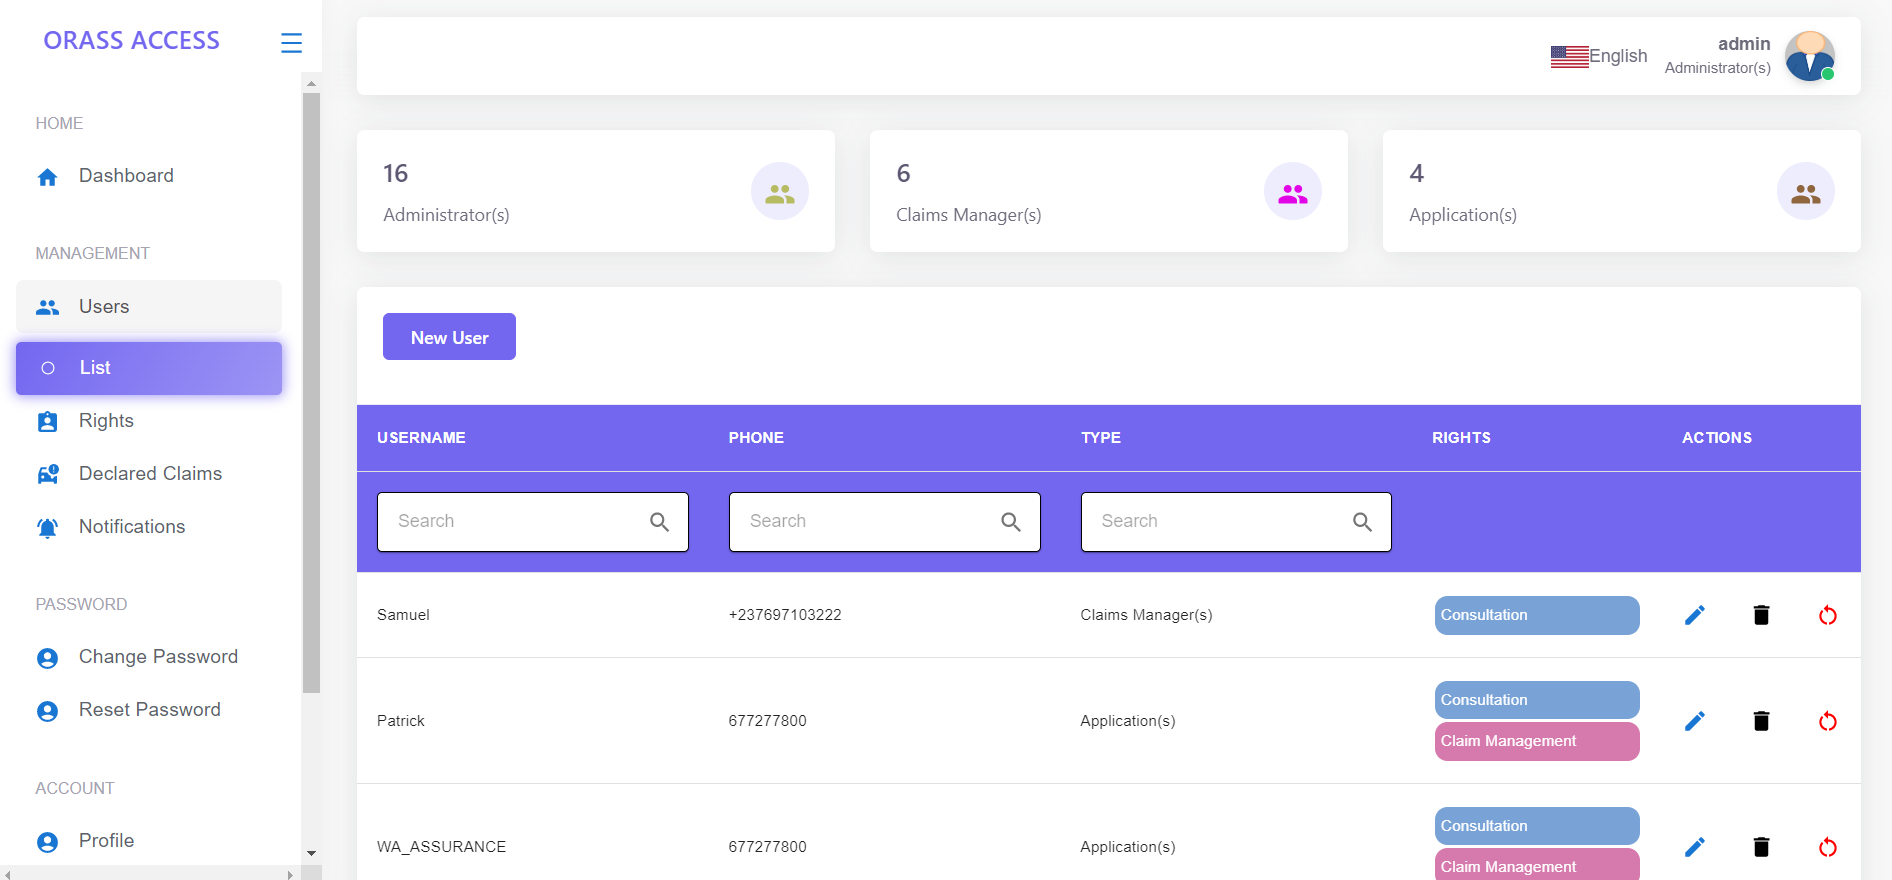 ORASS ACCESS
HOME
Dashboard
MANAGEMENT
Users
List
Rights
Declared Claims
Notifications
PASSWORD
Change Password
Reset Password
ACCOUNT
Profile
English
admin
Administrator(s)
16
Administrator(s)
6
Claims Manager(s)
4
Application(s)
New User
USERNAME PHONE TYPE RIGHTS ACTIONS
Search Search Search
Samuel +237697103222 Claims Manager(s) Consultation
Patrick 677277800 Application(s) Consultation
Claim Management
WA_ASSURANCE 677277800 Application(s) Consultation
Claim Management